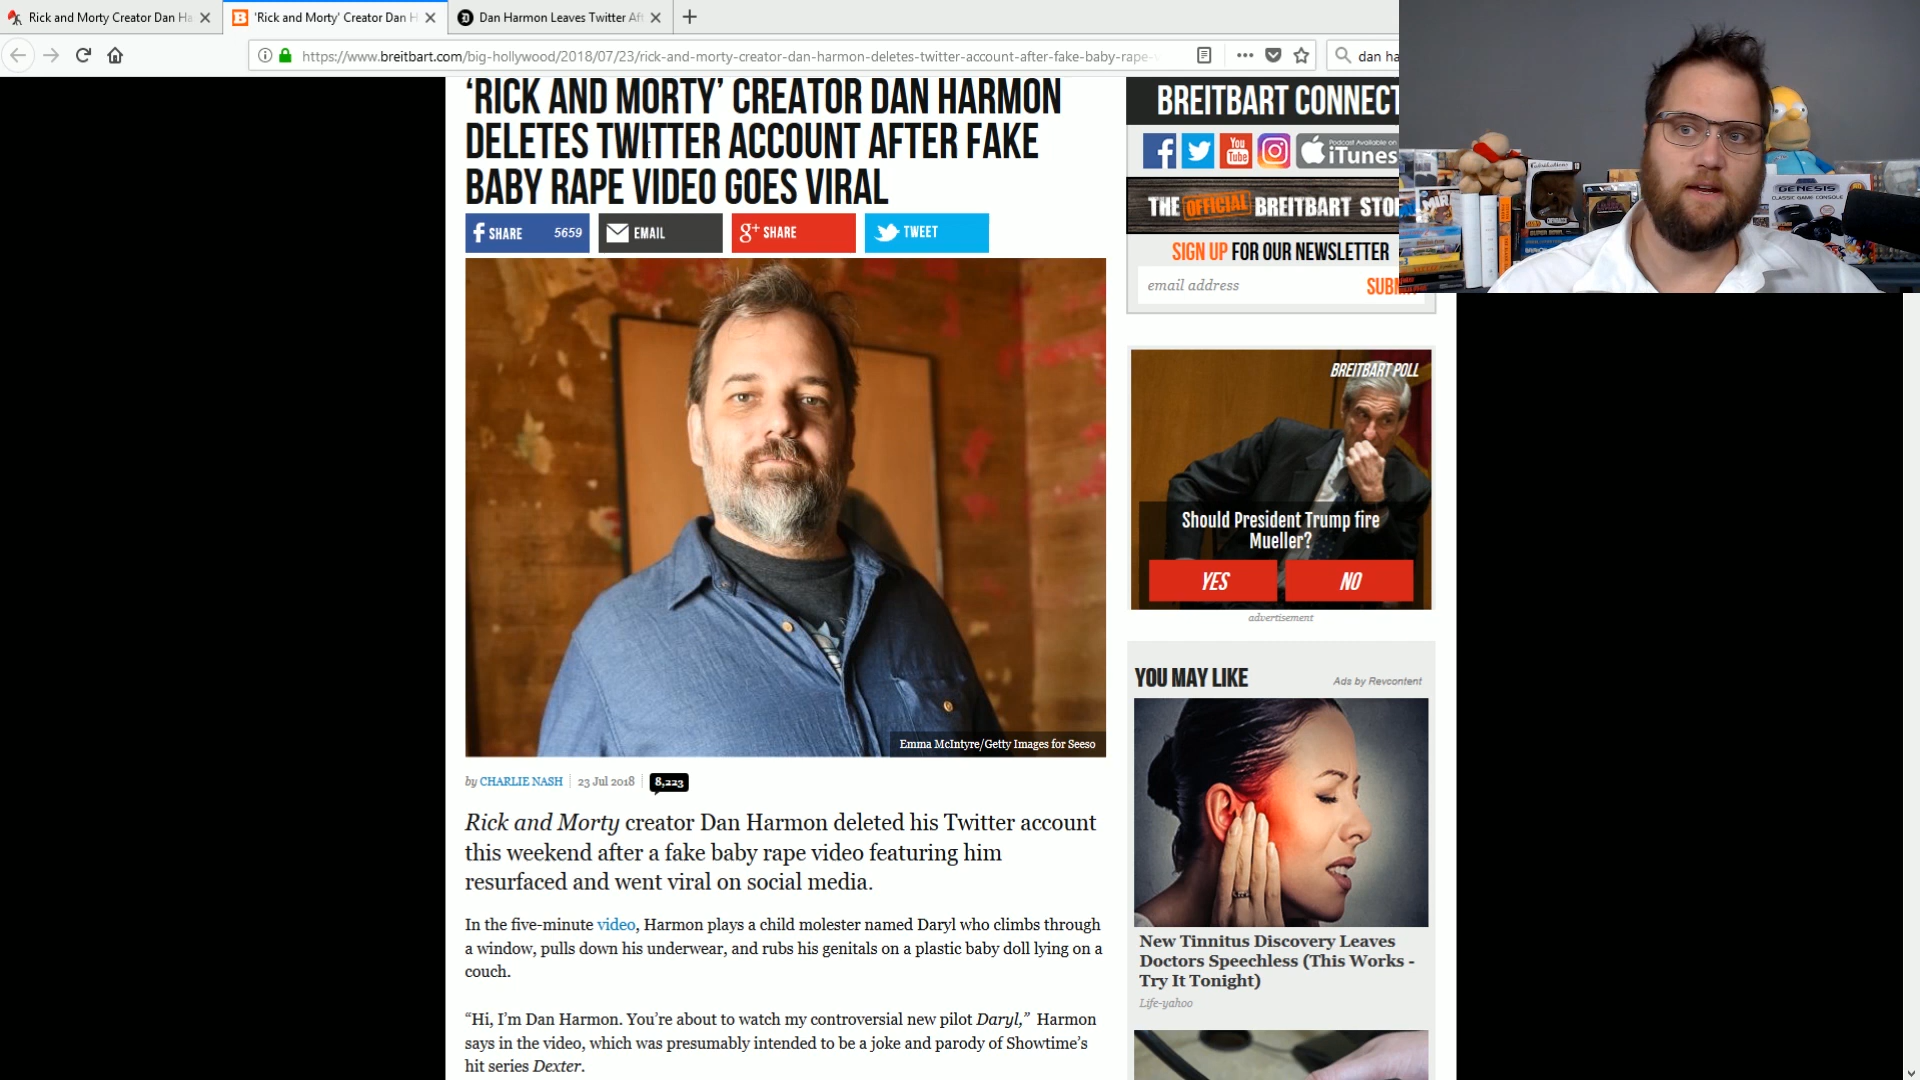 Rick and Morty Creator Dan Ha
'Rick and Morty' Creator Dan H
Dan Harmon Leaves Twitter Aft
https://www.breitbart.com/big-hollywood/2018/07/23/rick-and-morty-creator-dan-harmon-deletes-twitter-account-after-fake-baby-rape-v
dan ha
‘RICK AND MORTY’ CREATOR DAN HARMON
DELETES TWITTER ACCOUNT AFTER FAKE
BABY RAPE VIDEO GOES VIRAL
SHARE 5659
EMAIL
g+ SHARE
TWEET
Emma McIntyre/Getty Images for Seeso
by CHARLIE NASH | 23 Jul 2018 | 8,223
Rick and Morty creator Dan Harmon deleted his Twitter account
this weekend after a fake baby rape video featuring him
resurfaced and went viral on social media.
In the five-minute video, Harmon plays a child molester named Daryl who climbs through
a window, pulls down his underwear, and rubs his genitals on a plastic baby doll lying on a
couch.
“Hi, I’m Dan Harmon. You’re about to watch my controversial new pilot Daryl,” Harmon
says in the video, which was presumably intended to be a joke and parody of Showtime’s
hit series Dexter.
BREITBART CONNECT
You Tube
Podcast Available on
iTunes
THE OFFICIAL BREITBART STO
SIGN UP FOR OUR NEWSLETTER
email address
SUBM
BREITBART POLL
Should President Trump fire
Mueller?
YES
NO
advertisement
YOU MAY LIKE
Ads by Revcontent
New Tinnitus Discovery Leaves
Doctors Speechless (This Works -
Try It Tonight)
Life-yahoo
GENESIS
CLASSIC GAME CONSOLE